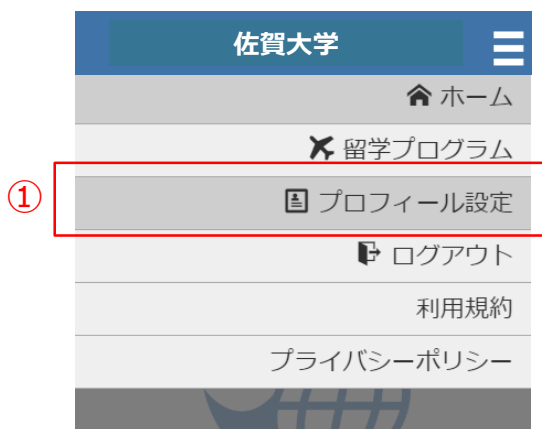 佐賀大学
ホーム
留学プログラム
① プロフィール設定
ログアウト
利用規約
プライバシーポリシー